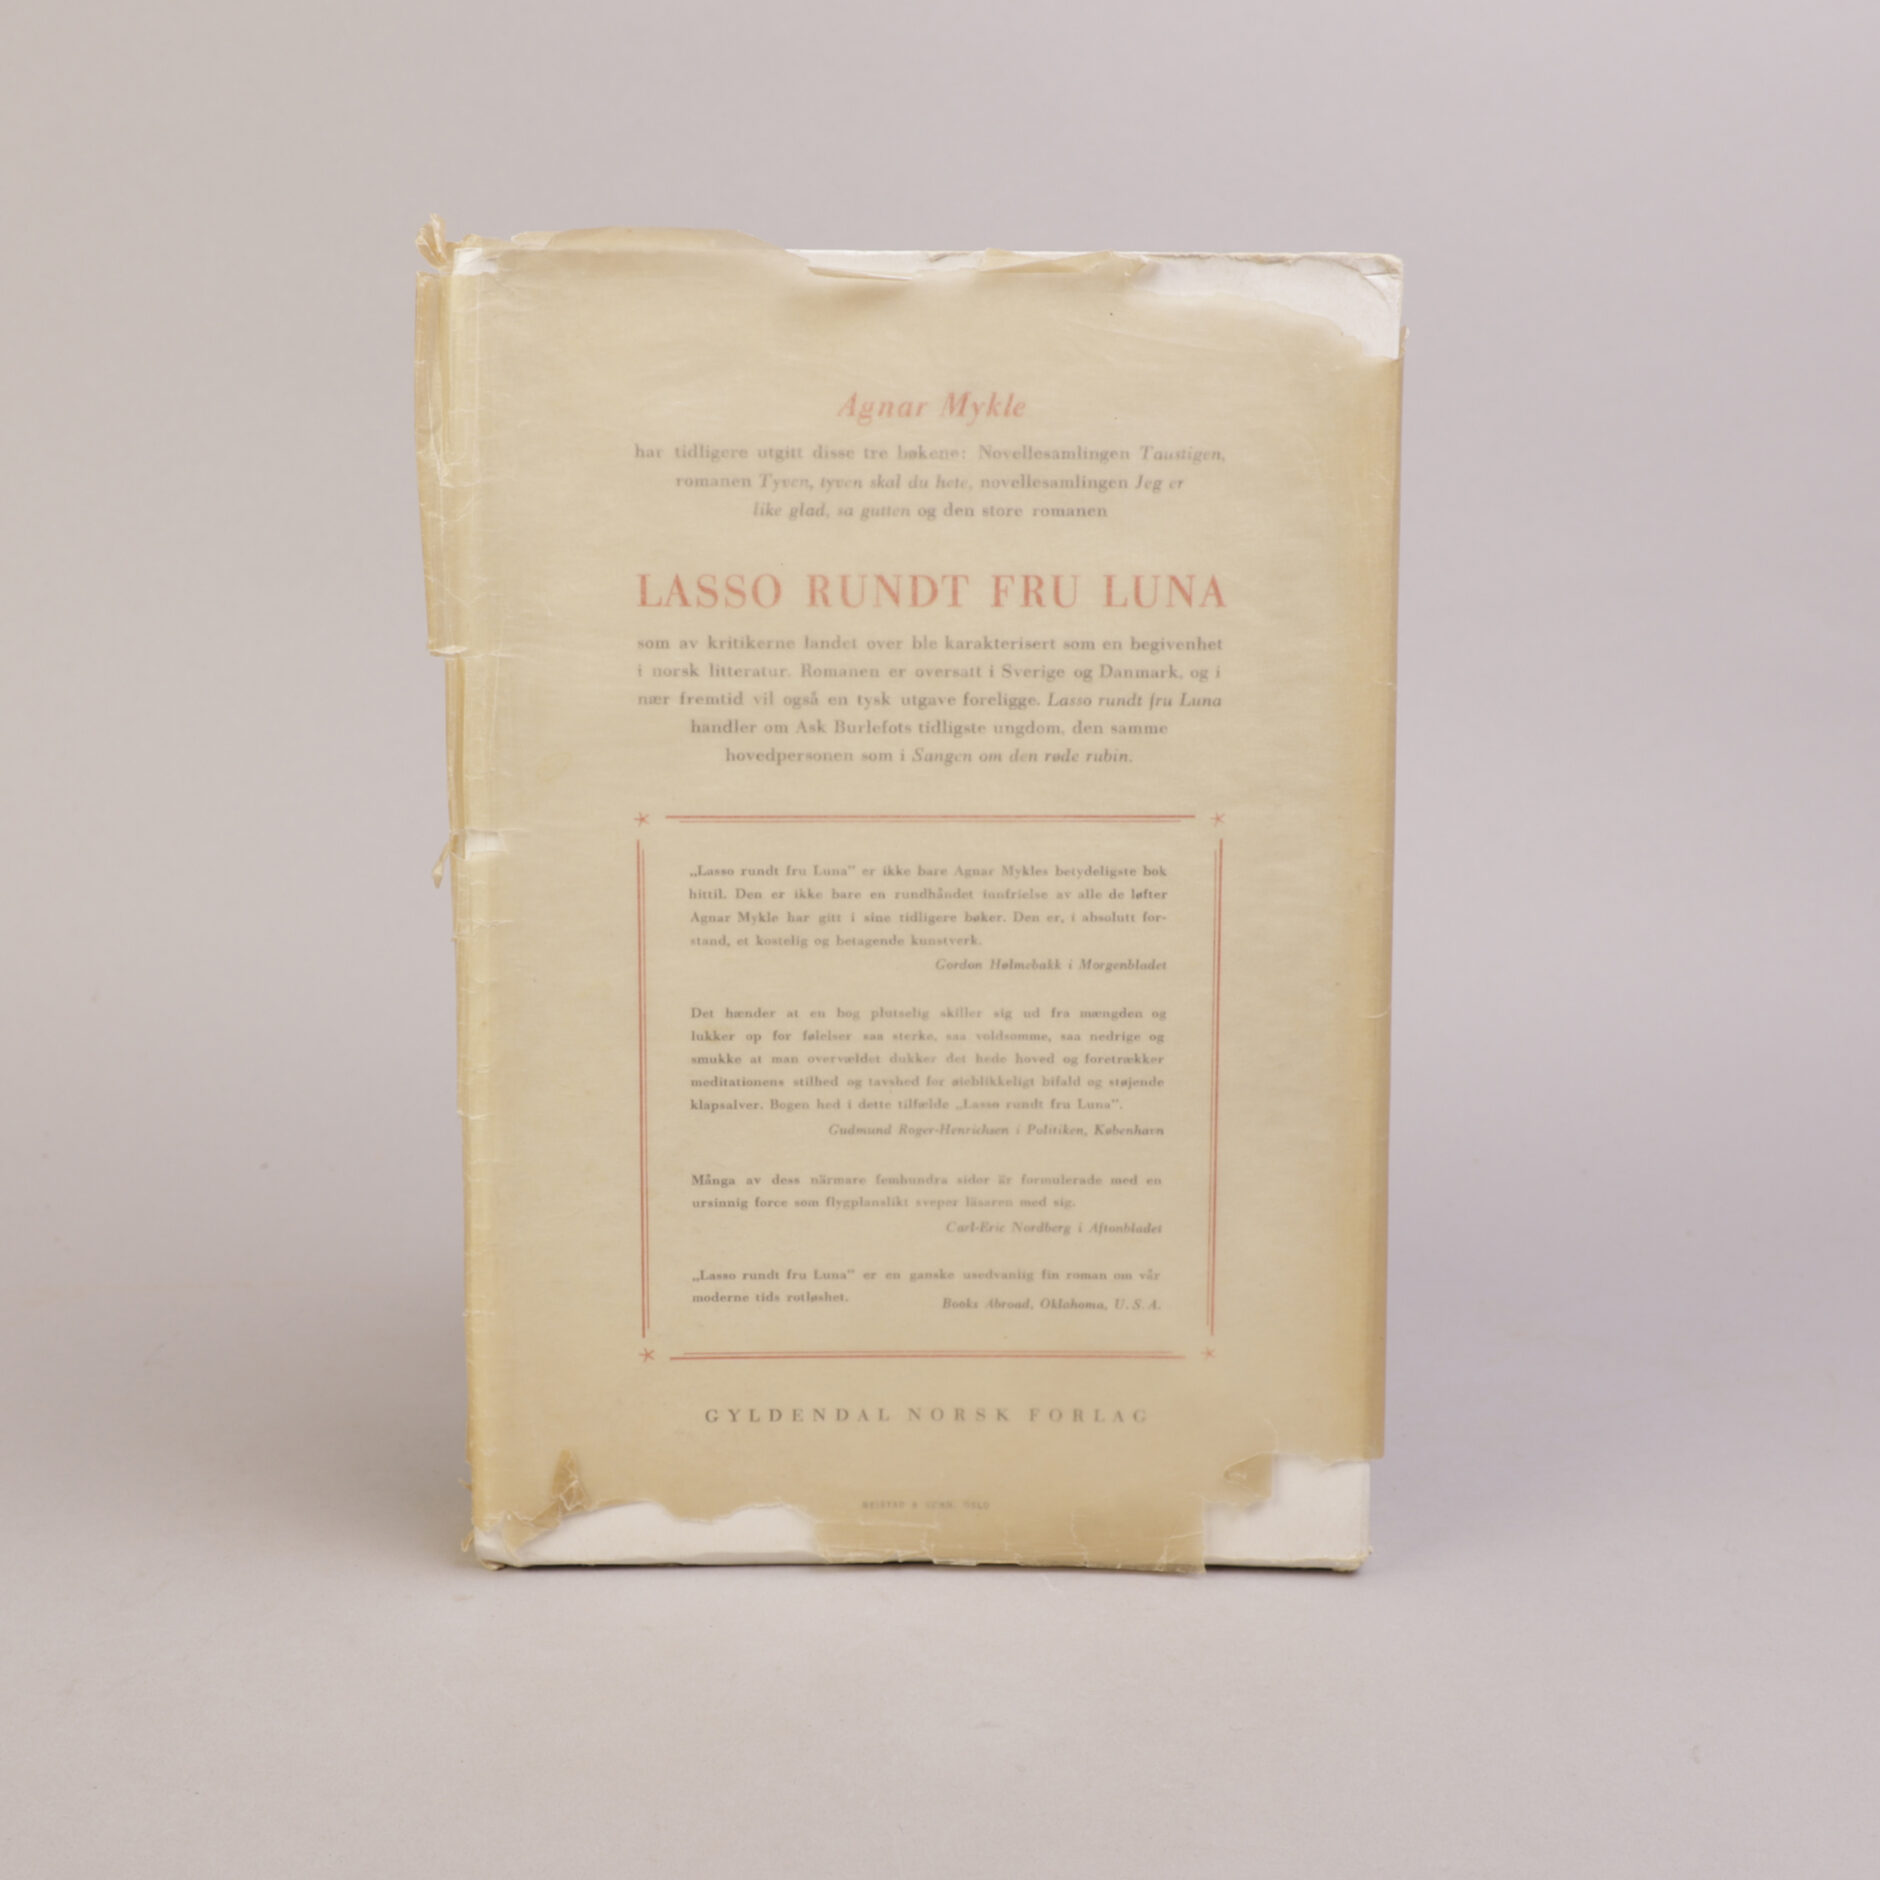 Agnar Mykle
har tidligere utgitt disse tre bøkene: Novellesamlingen Taustigen,
romanen Tyven, tyven skal du hete, novellesamlingen Jeg er
like glad, sa gutten og den store romanen
LASSO RUNDT FRU LUNA
som av kritikerne landet over ble karakterisert som en begivenhet
i norsk litteratur. Romanen er oversatt i Sverige og Danmark, og i
nær fremtid vil også en tysk utgave foreligge. Lasso rundt fru Luna
handler om Ask Burlefots tidligste ungdom, den samme
hovedpersonen som i Sangen om den røde rubin.
„Lasso rundt fru Luna” er ikke bare Agnar Mykles betydeligste bok
hittil. Den er ikke bare en rundhåndet innfrielse av alle de løfter
Agnar Mykle har gitt i sine tidligere bøker. Den er, i absolutt for-
stand, et kostelig og betagende kunstverk.
Gordon Hølmebakk i Morgenbladet
Det hænder at en bog plutselig skiller sig ud fra mængden og
lukker op for følelser saa sterke, saa voldsomme, saa nedrige og
smukke at man overvældet dukker det hede hoved og foretrækker
meditationens stilhed og tavshed for øieblikkeligt bifald og støjende
klapsalver. Bogen hed i dette tilfælde „Lasso rundt fru Luna”.
Gudmund Roger-Henrichsen i Politiken, København
Många av dess närmare femhundra sidor är formulerade med en
ursinnig force som flygplanslikt sveper läsaren med sig.
Carl-Eric Nordberg i Aftonbladet
„Lasso rundt fru Luna” er en ganske usedvanlig fin roman om vår
moderne tids rotløshet.
Books Abroad, Oklahoma, U. S. A.
GYLDENDAL NORSK FORLAG
OSLO